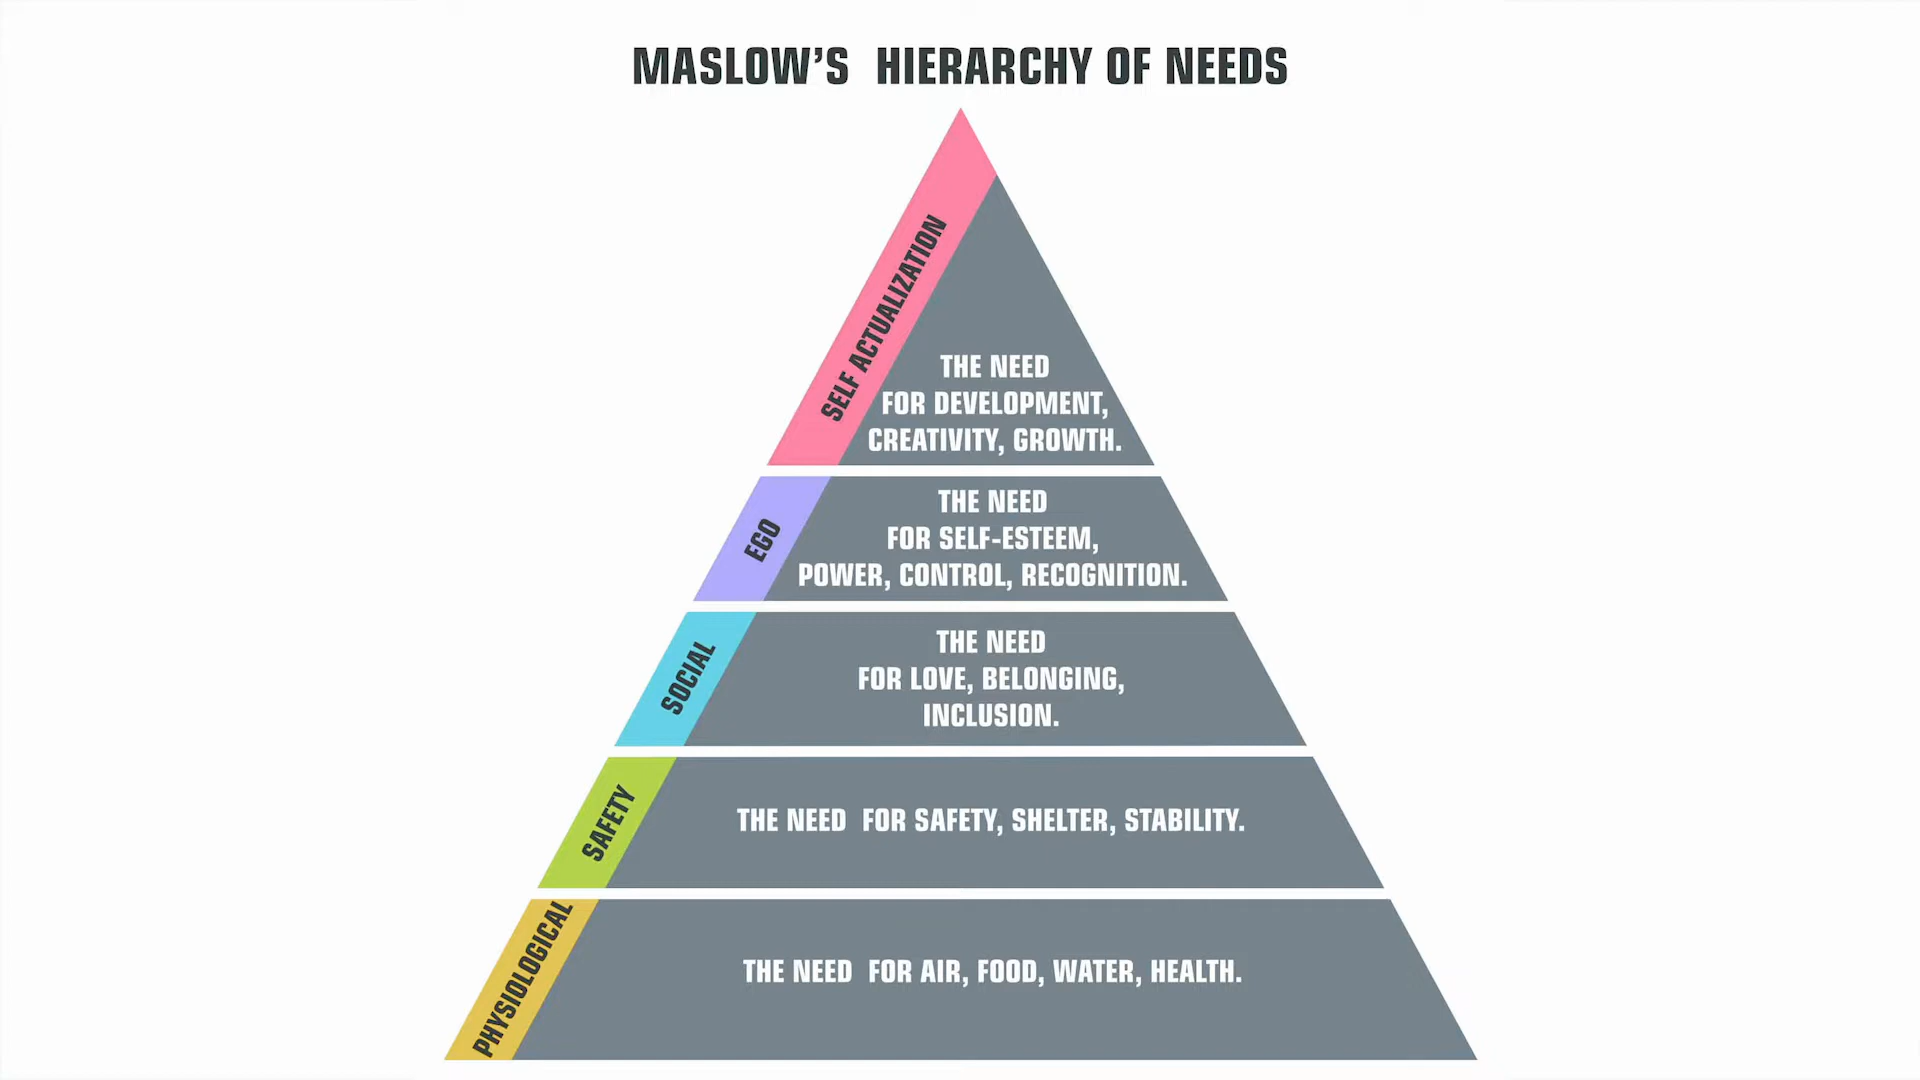 MASLOW'S HIERARCHY OF NEEDS
SELF ACTUALIZATION
THE NEED
FOR DEVELOPMENT,
CREATIVITY, GROWTH.
EGO
THE NEED
FOR SELF-ESTEEM,
POWER, CONTROL, RECOGNITION.
SOCIAL
THE NEED
FOR LOVE, BELONGING,
INCLUSION.
SAFETY
THE NEED FOR SAFETY, SHELTER, STABILITY.
PHYSIOLOGICAL
THE NEED FOR AIR, FOOD, WATER, HEALTH.